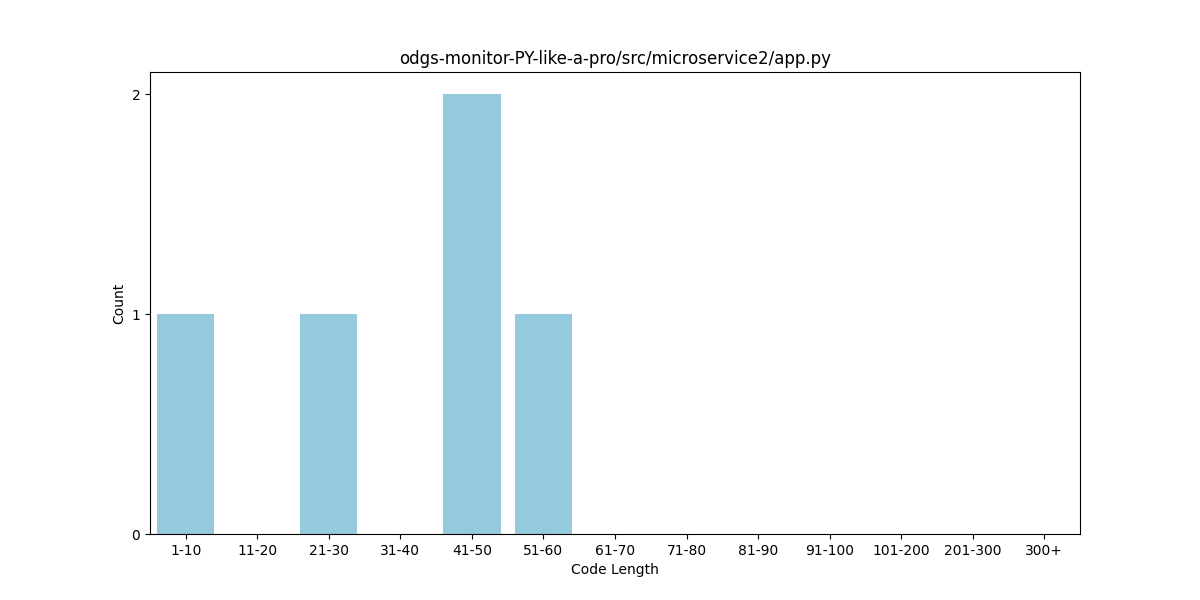 odgs-monitor-PY-like-a-pro/src/microservice2/app.py
2
1
0
Count
1-10 11-20 21-30 31-40 41-50 51-60 61-70 71-80 81-90 91-100 101-200 201-300 300+
Code Length